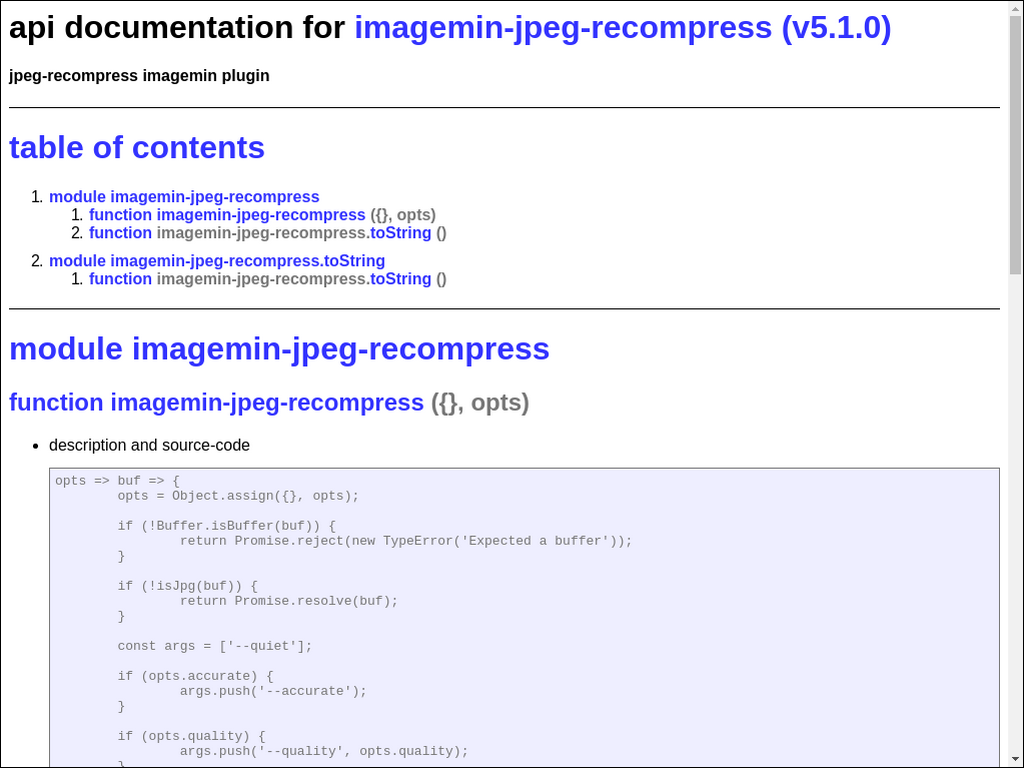 api documentation for imagemin-jpeg-recompress (v5.1.0)
jpeg-recompress imagemin plugin
table of contents
1. module imagemin-jpeg-recompress
1. function imagemin-jpeg-recompress ({}, opts)
2. function imagemin-jpeg-recompress.toString ()
2. module imagemin-jpeg-recompress.toString
1. function imagemin-jpeg-recompress.toString ()
module imagemin-jpeg-recompress
function imagemin-jpeg-recompress ({}, opts)
• description and source-code
opts => buf => {
opts = Object.assign({}, opts);
if (!Buffer.isBuffer(buf)) {
return Promise.reject(new TypeError('Expected a buffer'));
}
if (!isJpg(buf)) {
return Promise.resolve(buf);
}
const args = ['--quiet'];
if (opts.accurate) {
args.push('--accurate');
}
if (opts.quality) {
args.push('--quality', opts.quality);
}